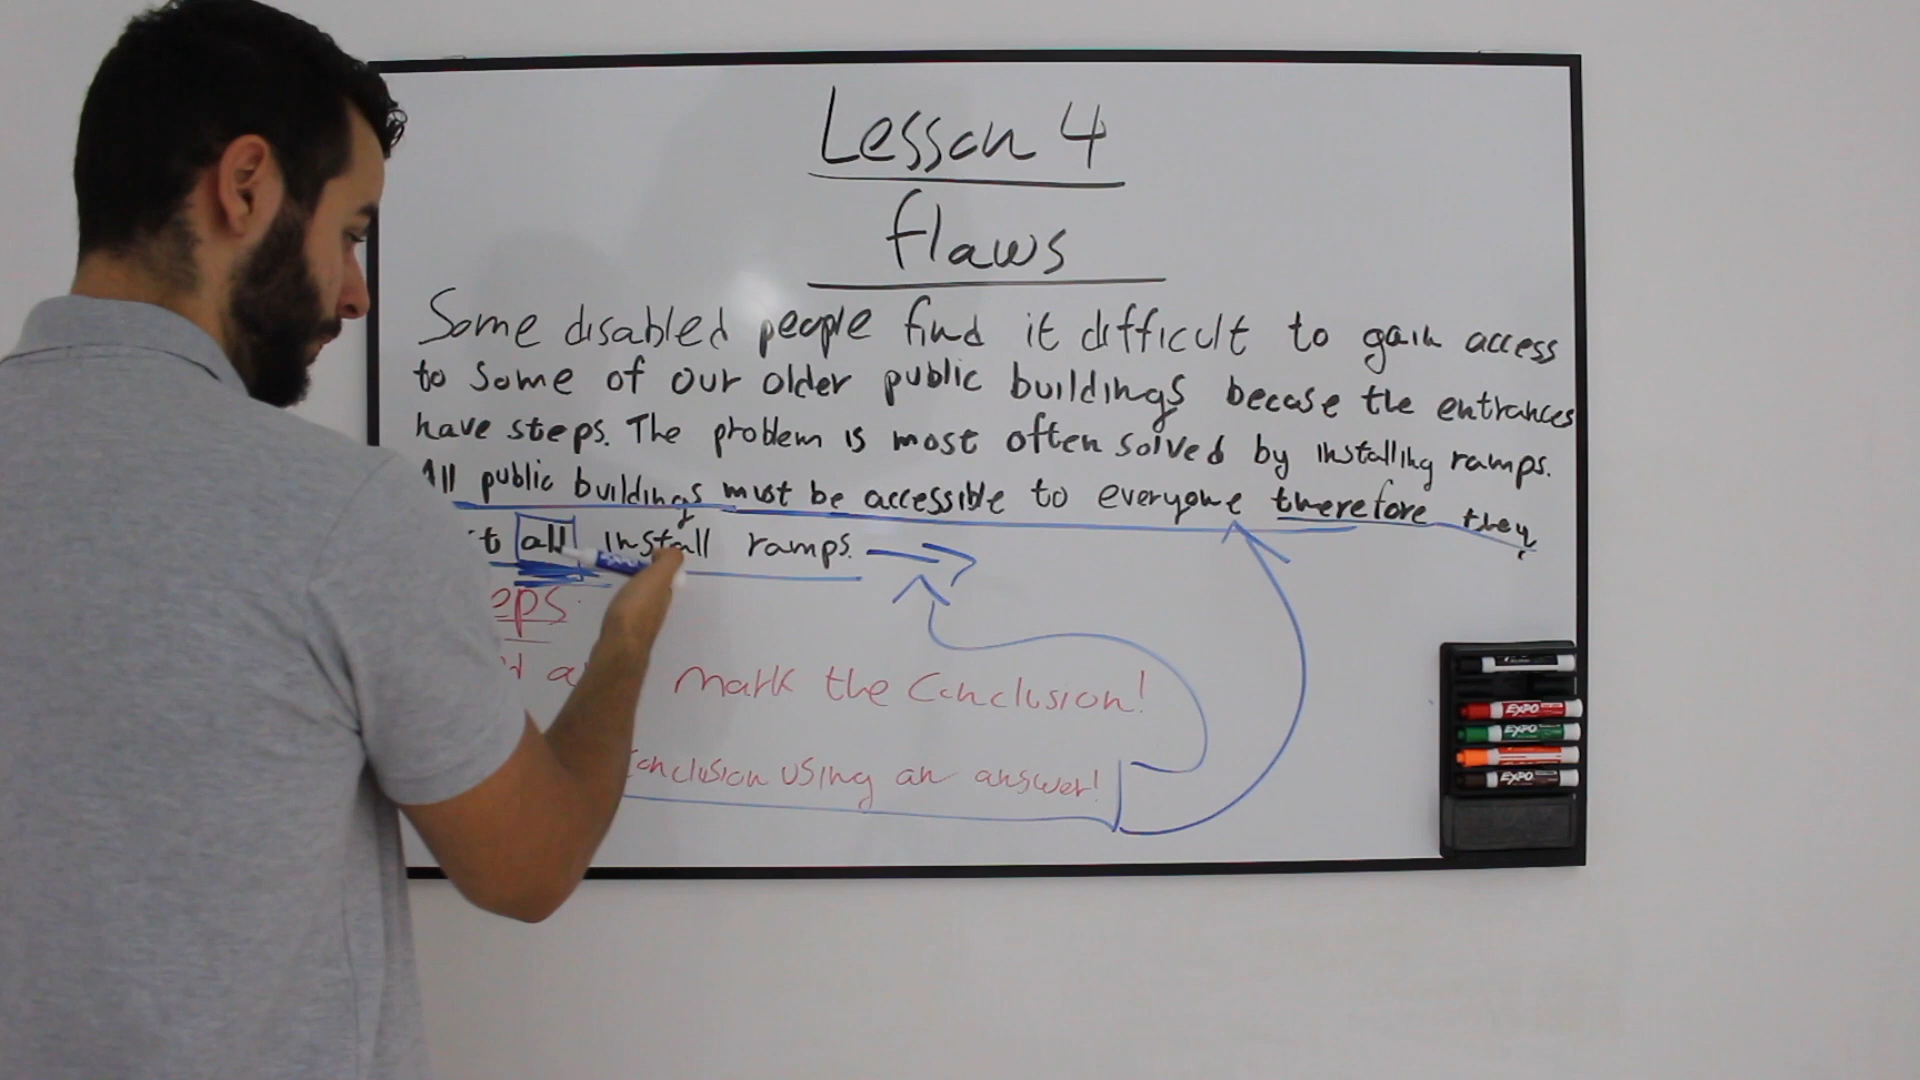 Lesson 4
flaws
Some disabled people find it difficult to gain access
to some of our older public buildings becase the entrances
have steps. The problem is most often solved by installing ramps.
All public buildings must be accessible to everyone therefore they
all install ramps.
mark the Conclusion!
Conclusion using an answer!
EXPO
EXPO
EXPO